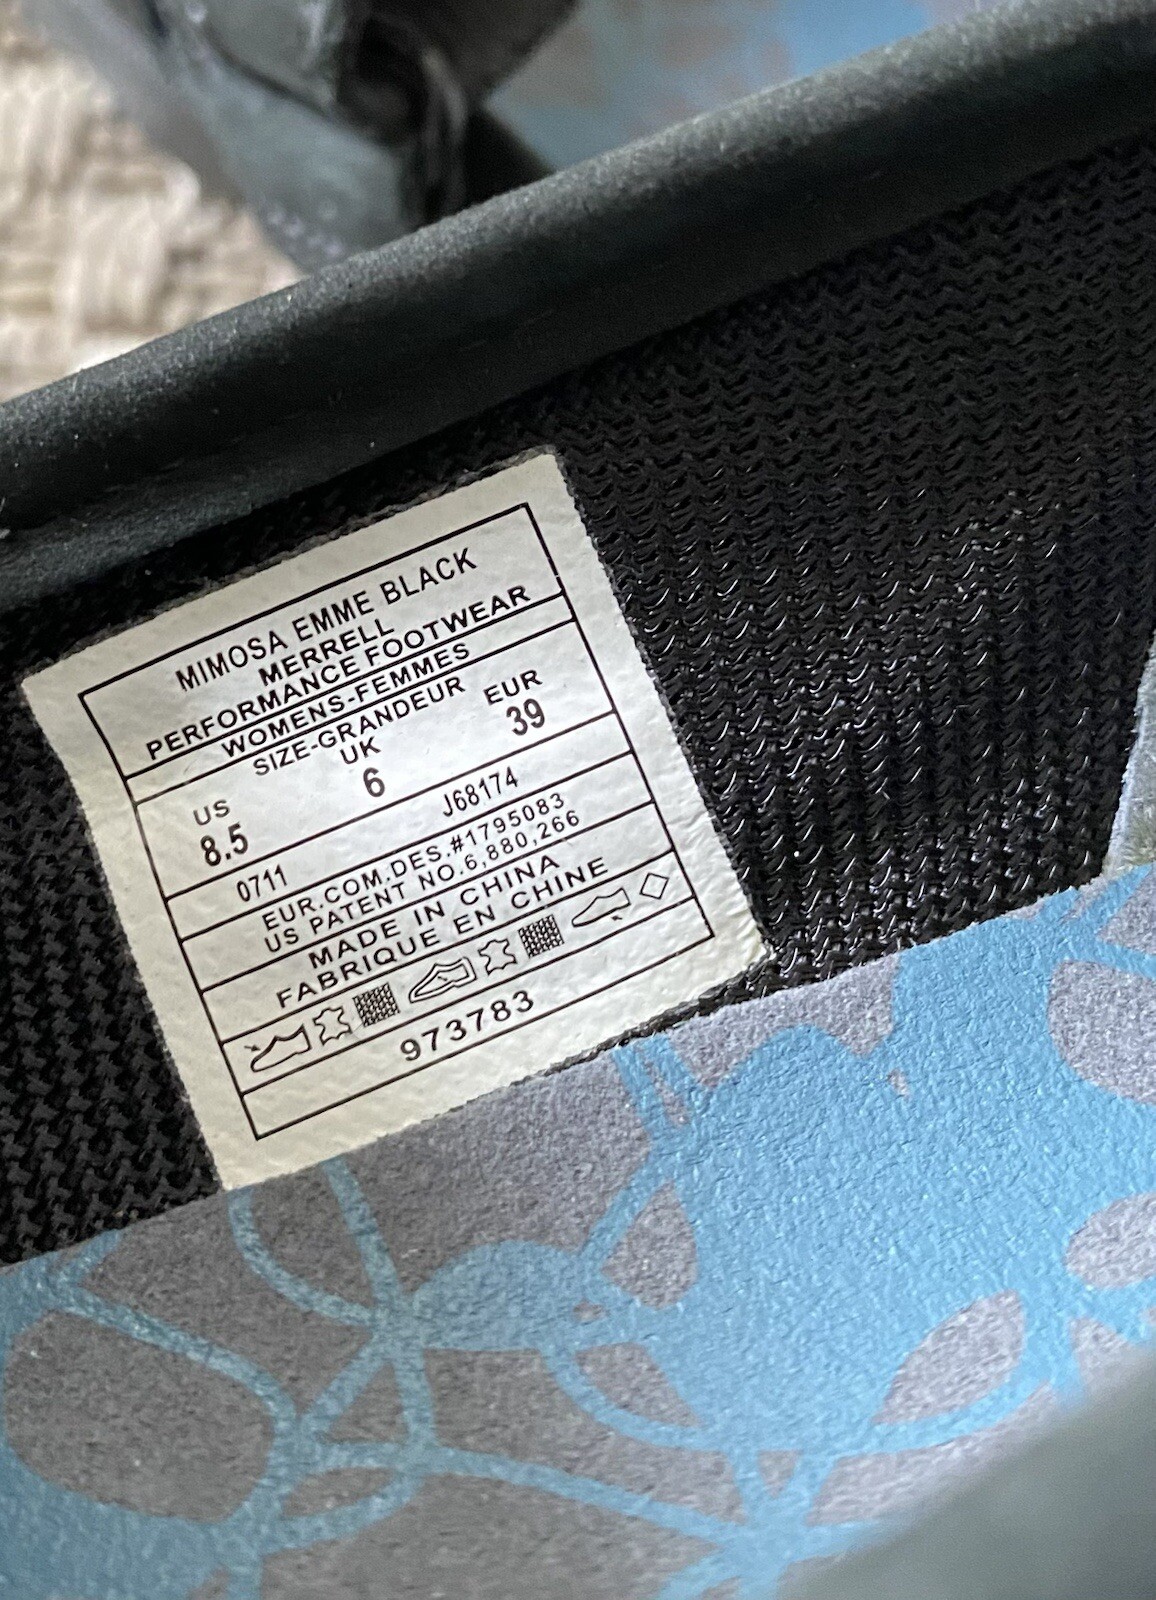 MIMOSA EMME BLACK
MERRELL
PERFORMANCE FOOTWEAR
WOMENS-FEMMES
SIZE-GRANDEUR
US UK EUR
8.5 6 39
0711 J68174
EUR.COM.DES.#1795083
US PATENT NO.6,880,266
MADE IN CHINA
FABRIQUE EN CHINE
973783